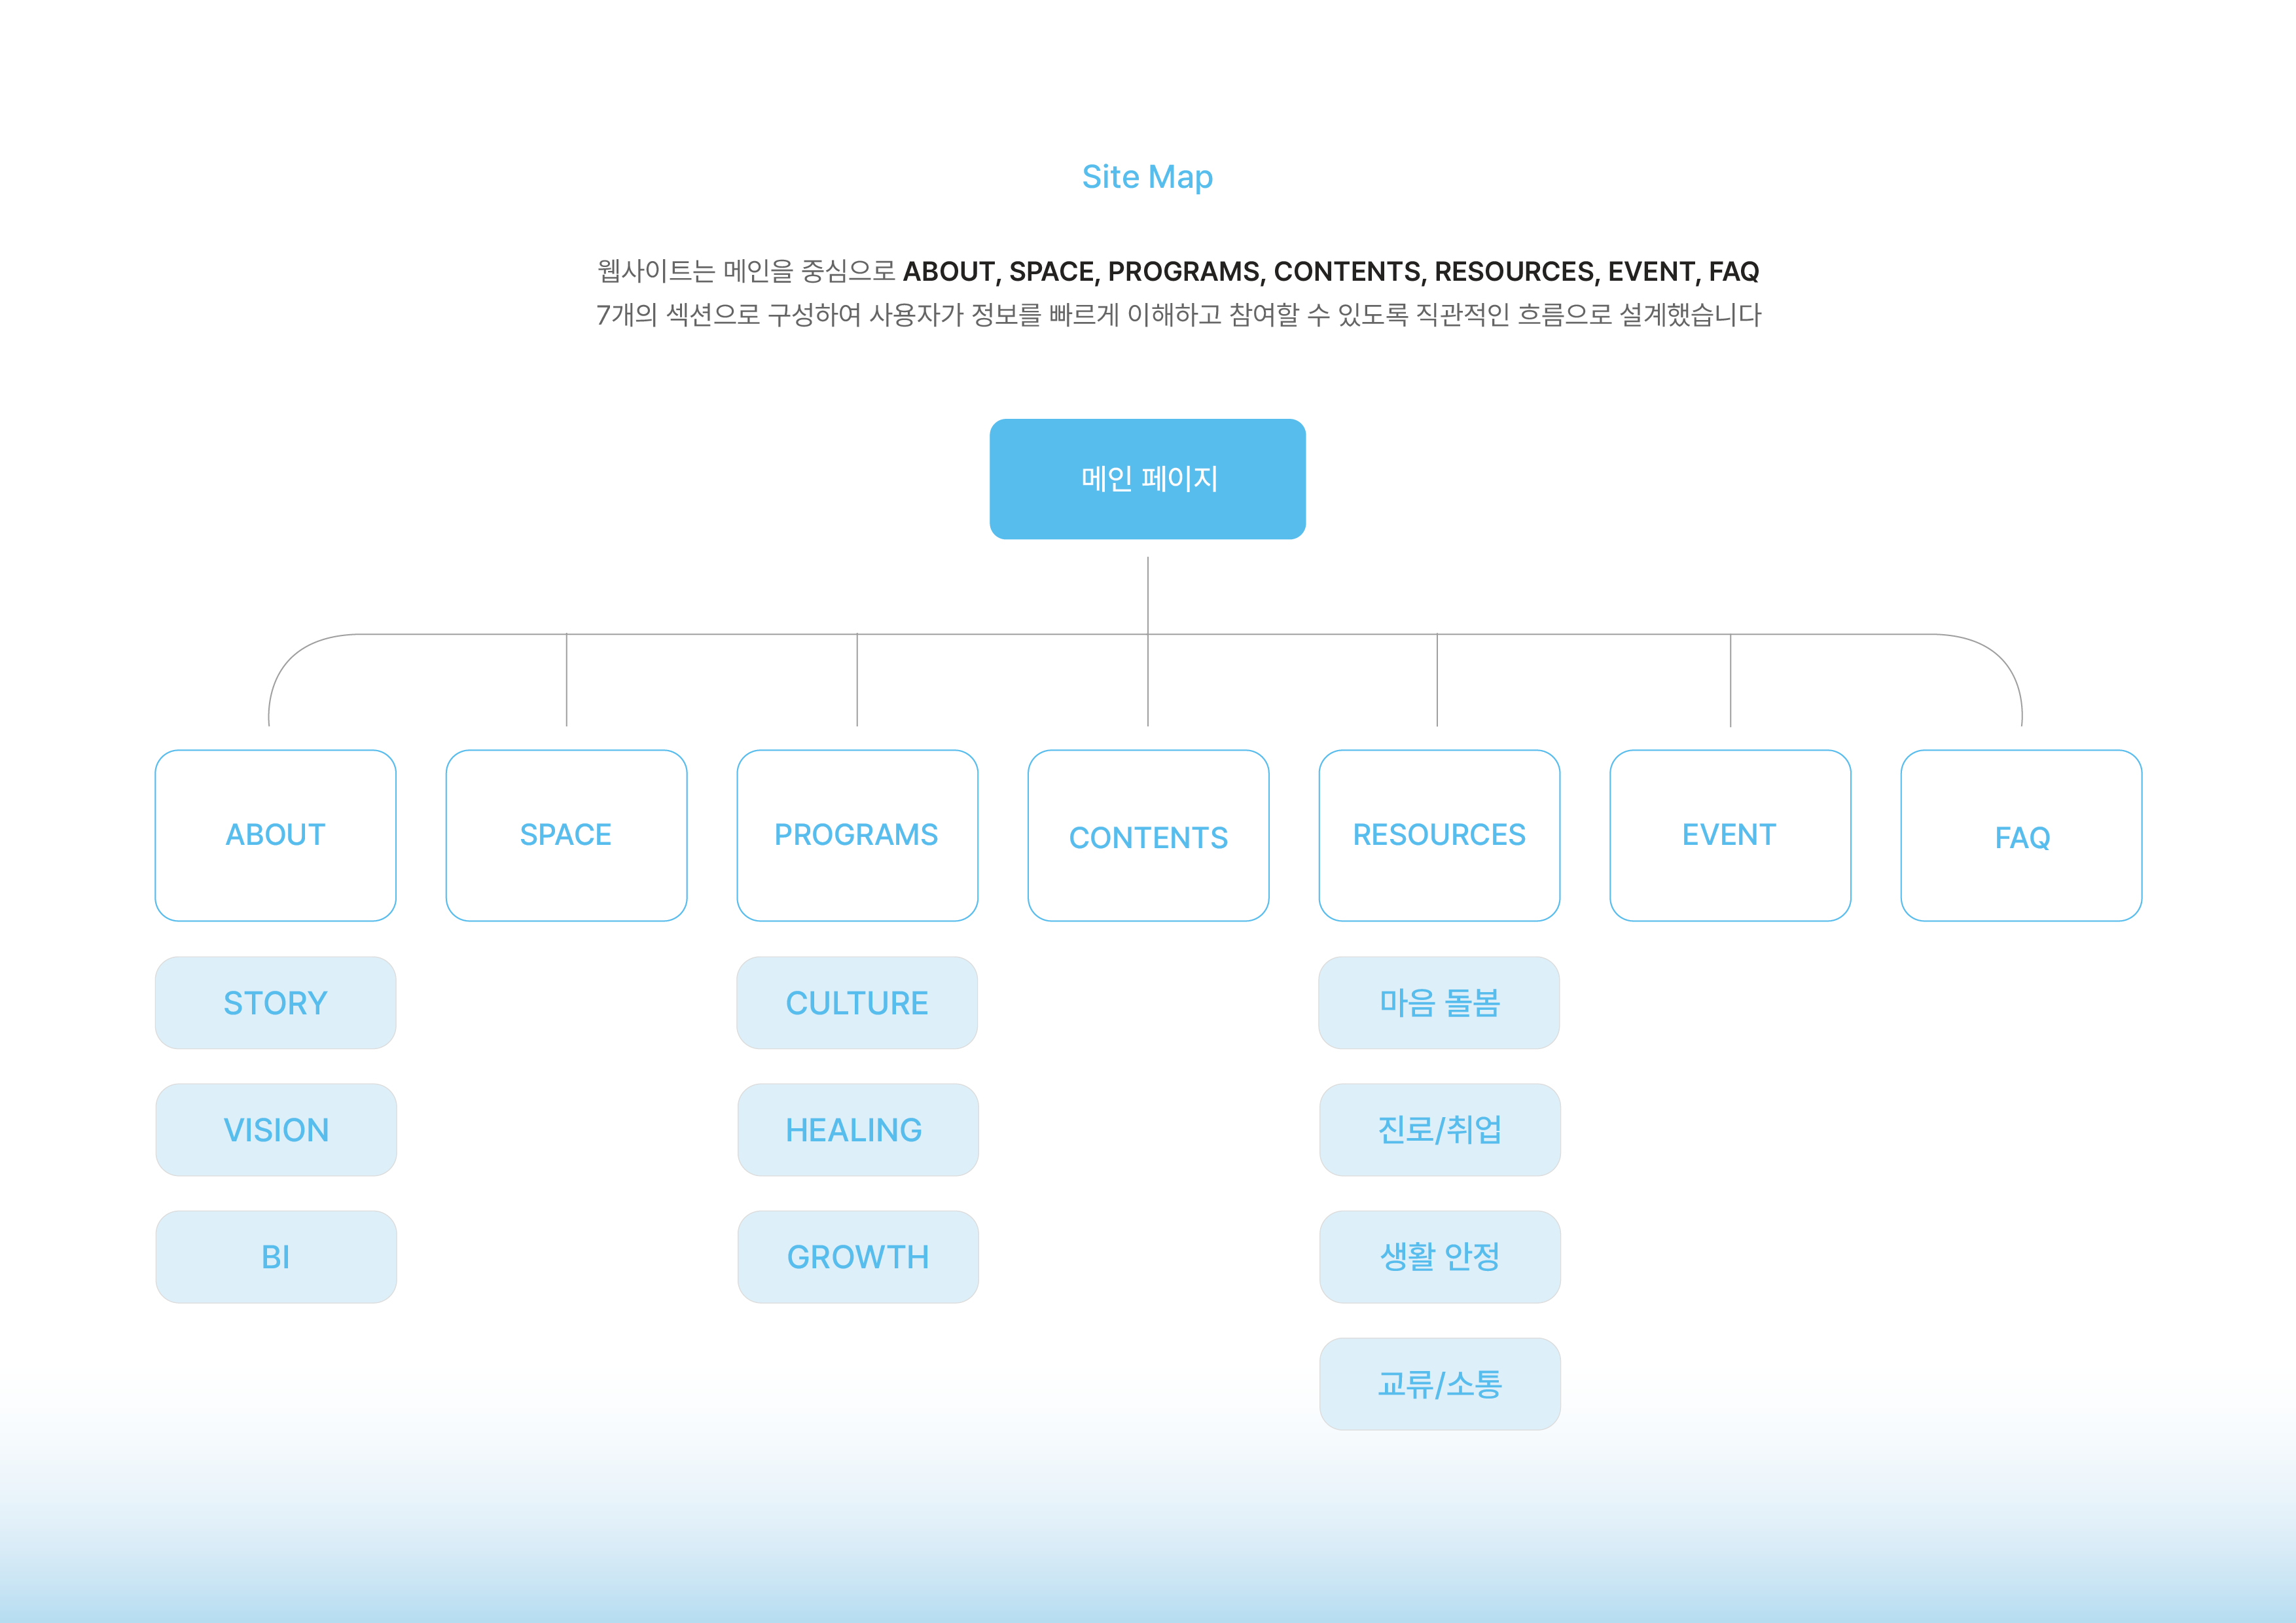 Site Map
웹사이트는 메인을 중심으로 ABOUT, SPACE, PROGRAMS, CONTENTS, RESOURCES, EVENT, FAQ
7개의 섹션으로 구성하여 사용자가 정보를 빠르게 이해하고 참여할 수 있도록 직관적인 흐름으로 설계했습니다
메인 페이지
ABOUT
SPACE
PROGRAMS
CONTENTS
RESOURCES
EVENT
FAQ
STORY
CULTURE
마음 돌봄
VISION
HEALING
진로/취업
BI
GROWTH
생활 안정
교류/소통